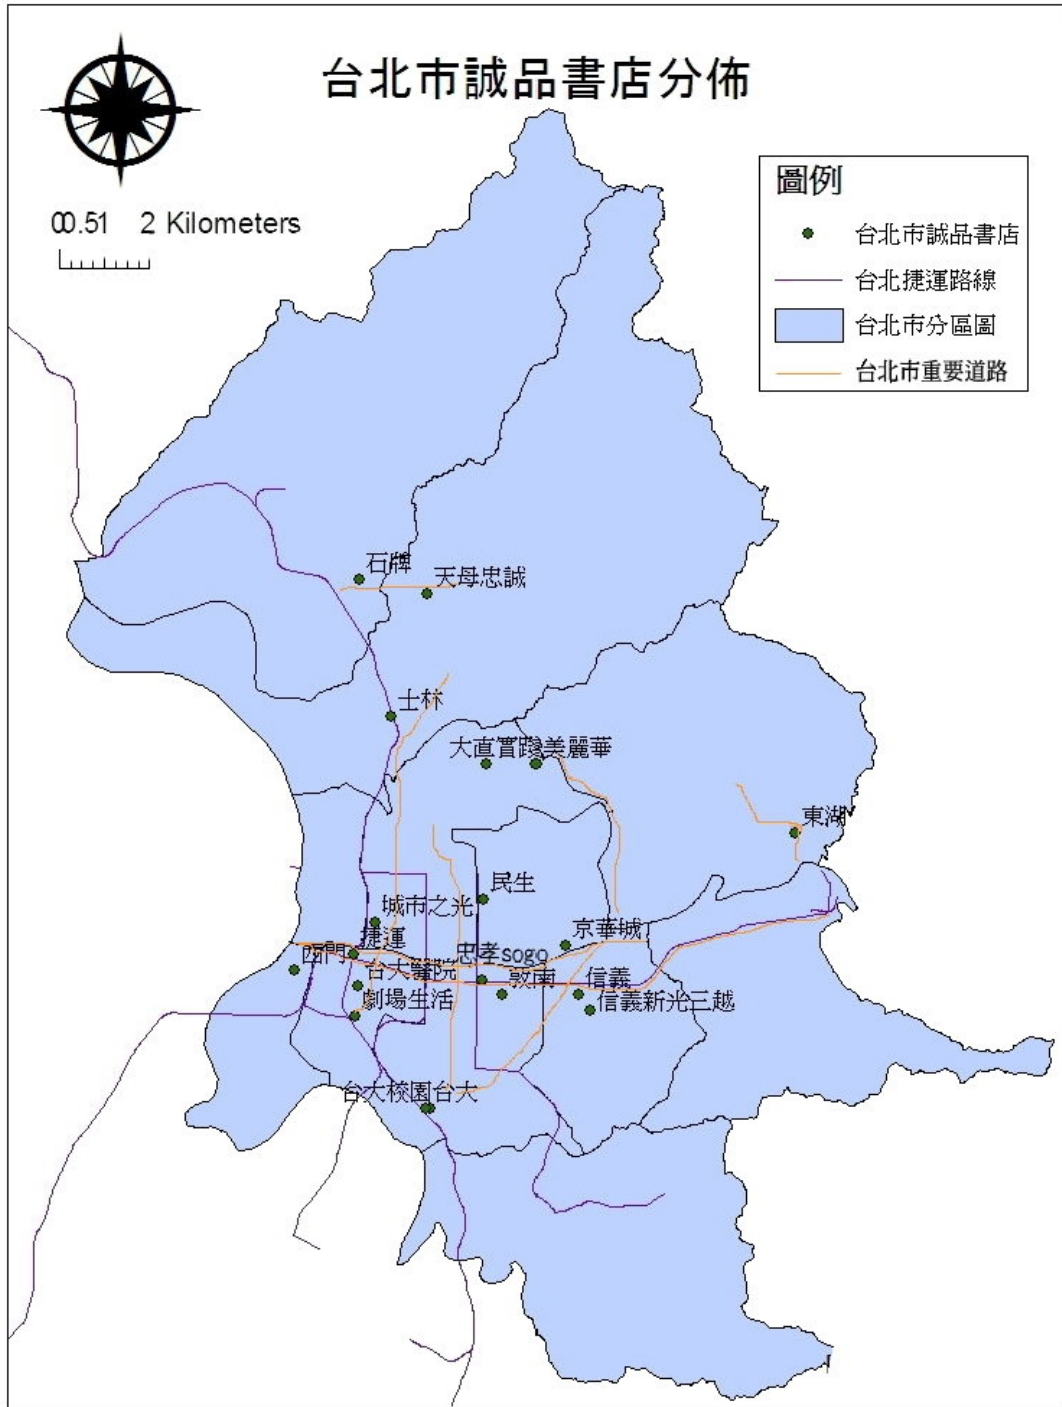 台北市誠品書店分佈
00.51 2 Kilometers
圖例
台北市誠品書店
台北捷運路線
台北市分區圖
台北市重要道路
石牌
天母忠誠
士林
大直實踐美麗華
東湖
民生
城市之光
京華城
捷運
西門
忠孝sogo
台大醫院
敦南
信義
劇場生活
信義新光三越
台大校園台大